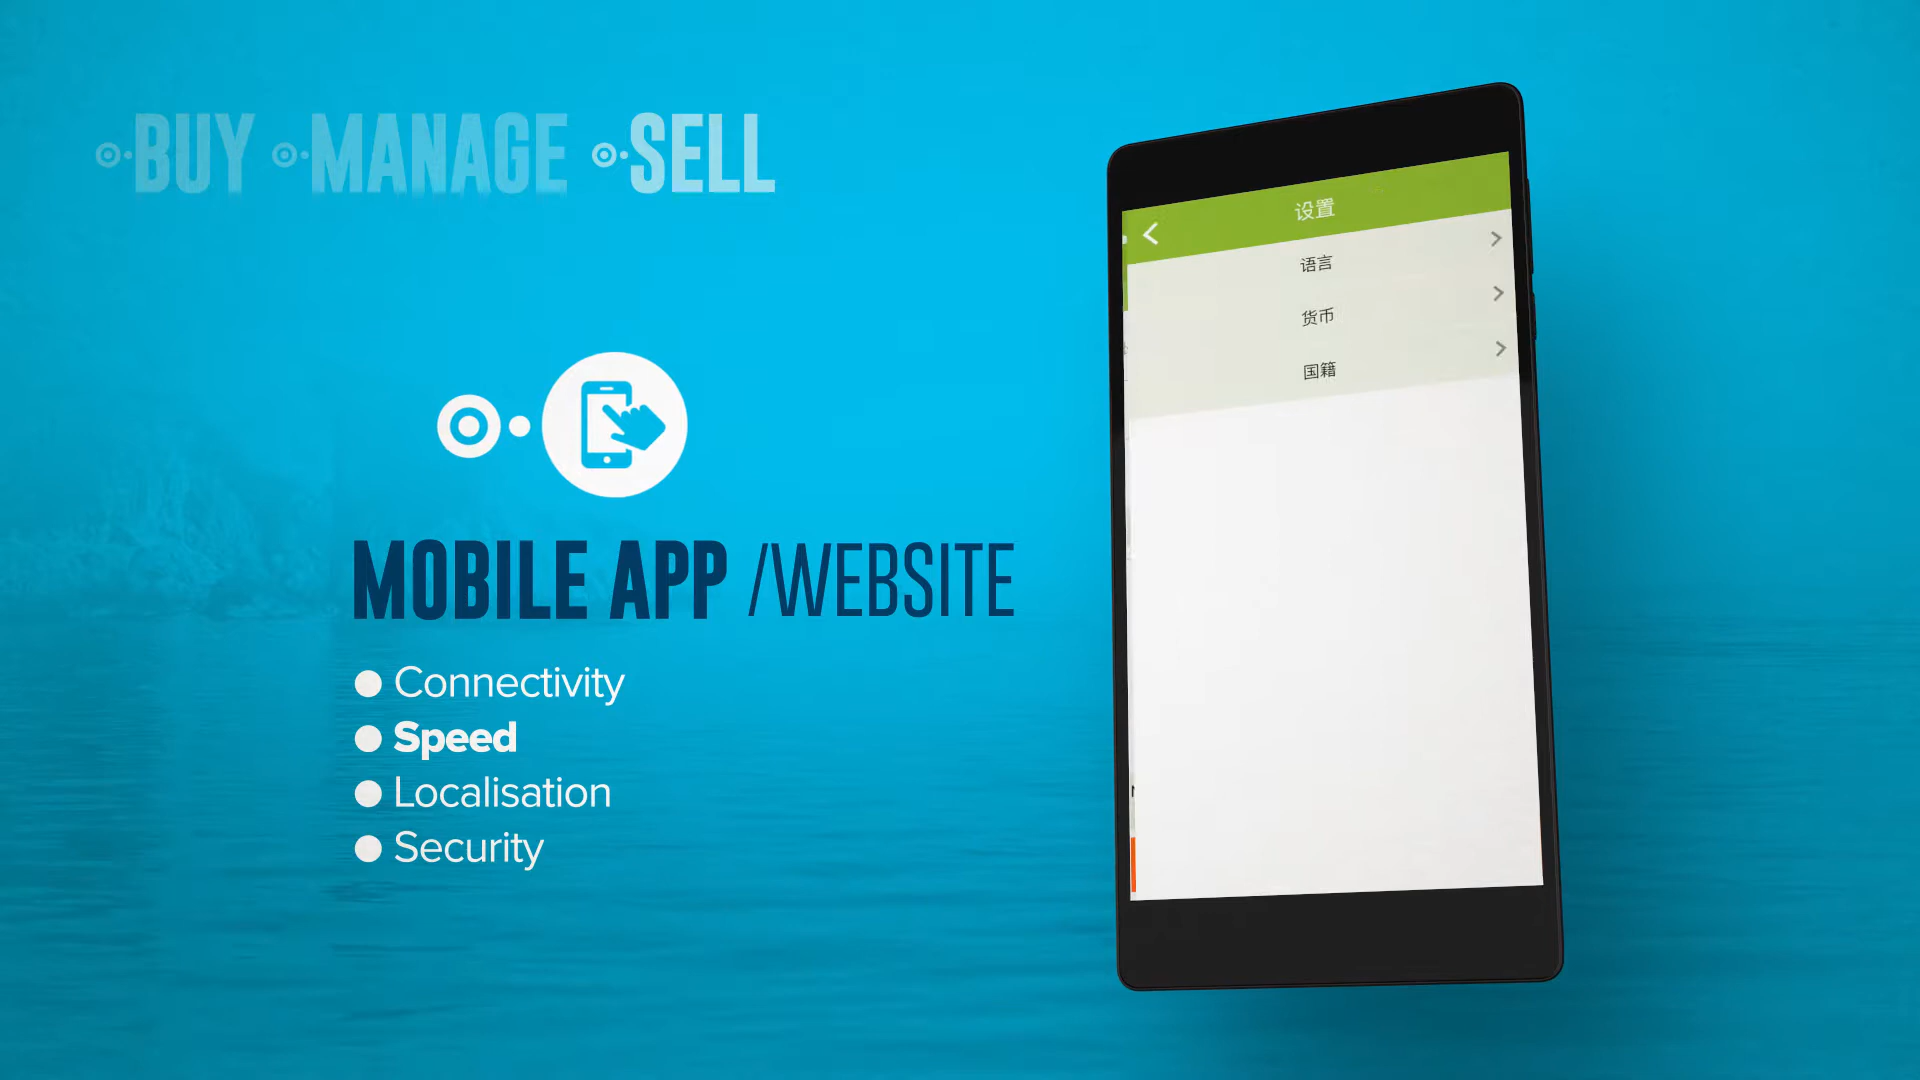 BUY MANAGE SELL
MOBILE APP /WEBSITE
Connectivity
Speed
Localisation
Security
设置
语言
货币
国籍